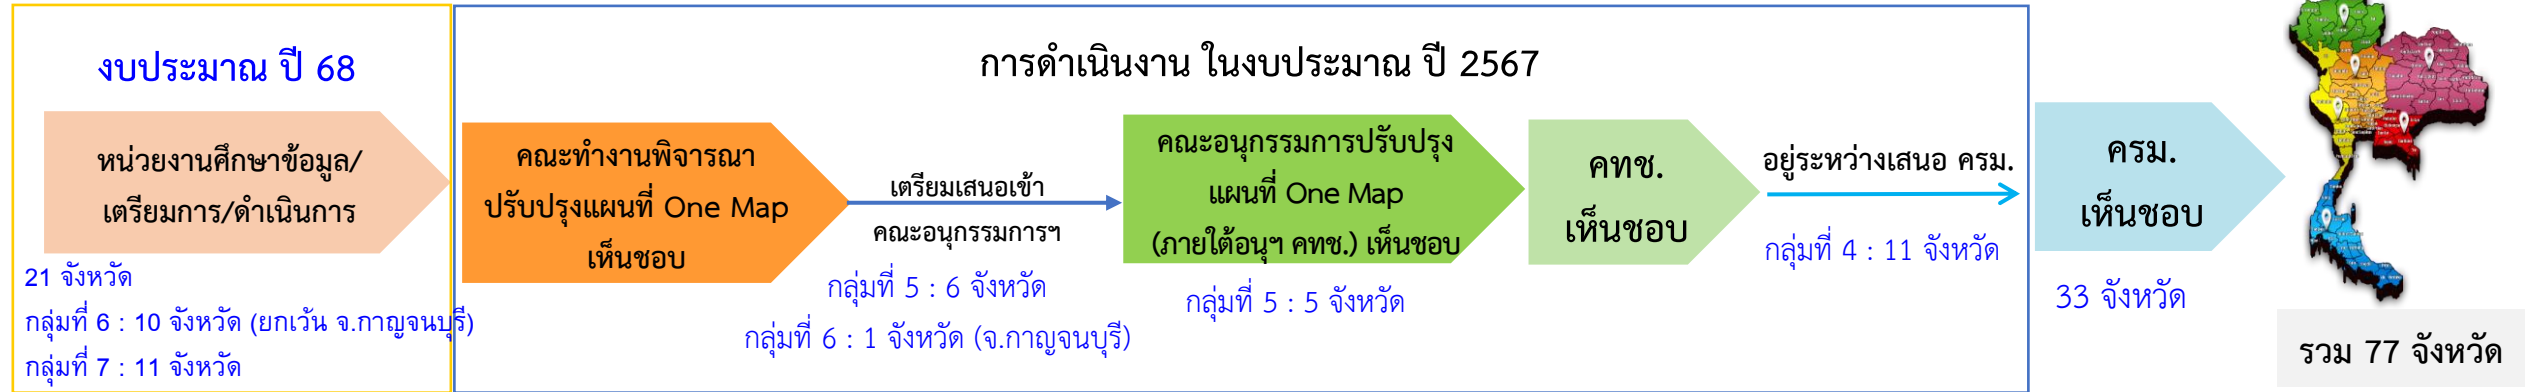 งบประมาณ ปี 68
หน่วยงานศึกษาข้อมูล/
เตรียมการ/ดำเนินการ
21 จังหวัด
กลุ่มที่ 6 : 10 จังหวัด (ยกเว้น จ.กาญจนบุรี)
กลุ่มที่ 7 : 11 จังหวัด
การดำเนินงาน ในงบประมาณ ปี 2567
คณะทำงานพิจารณา
ปรับปรุงแผนที่ One Map
เห็นชอบ
เตรียมเสนอเข้า
คณะอนุกรรมการฯ
กลุ่มที่ 5 : 6 จังหวัด
กลุ่มที่ 6 : 1 จังหวัด (จ.กาญจนบุรี)
คณะอนุกรรมการปรับปรุง
แผนที่ One Map
(ภายใต้อนุฯ คทช.) เห็นชอบ
กลุ่มที่ 5 : 5 จังหวัด
คทช.
เห็นชอบ
อยู่ระหว่างเสนอ ครม.
กลุ่มที่ 4 : 11 จังหวัด
ครม.
เห็นชอบ
33 จังหวัด
รวม 77 จังหวัด